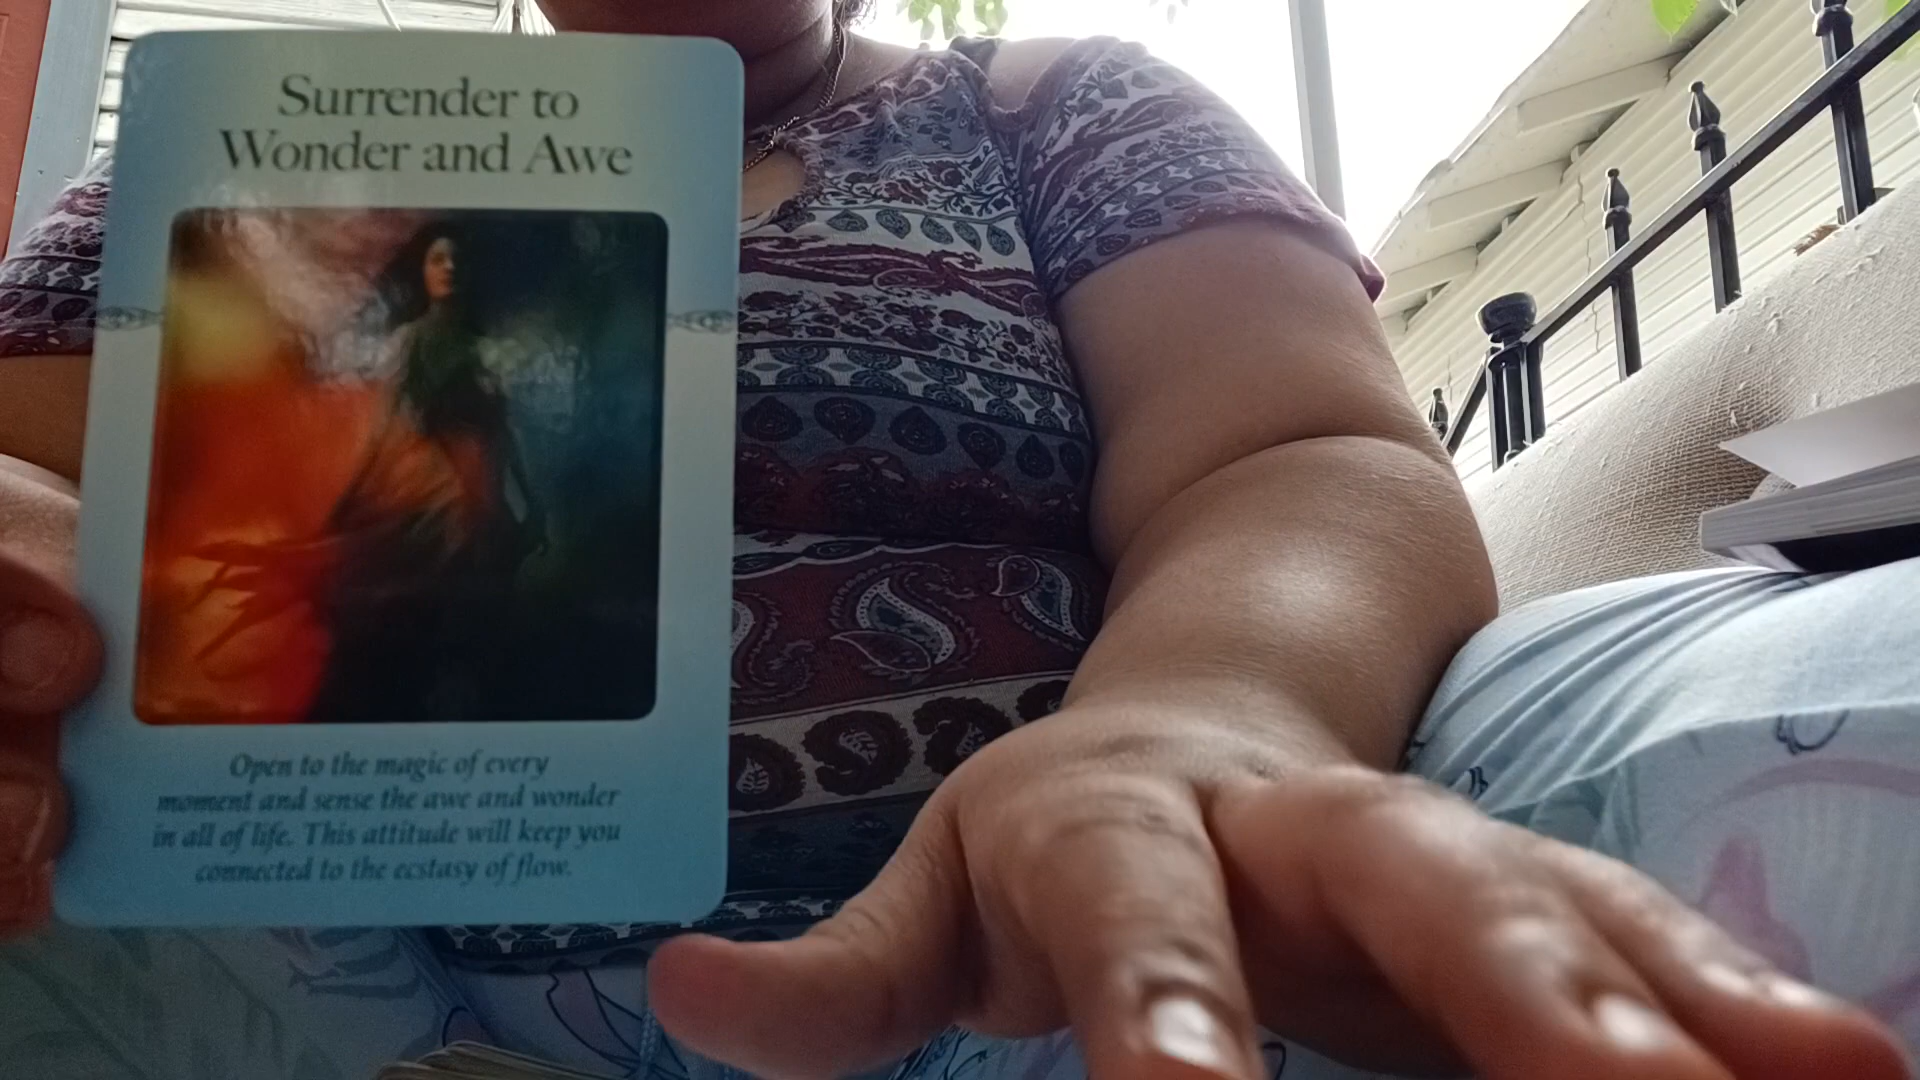 Surrender to
Wonder and Awe
Open to the magic of every
moment and sense the awe and wonder
in all of life. This attitude will keep you
connected to the ecstasy of flow.